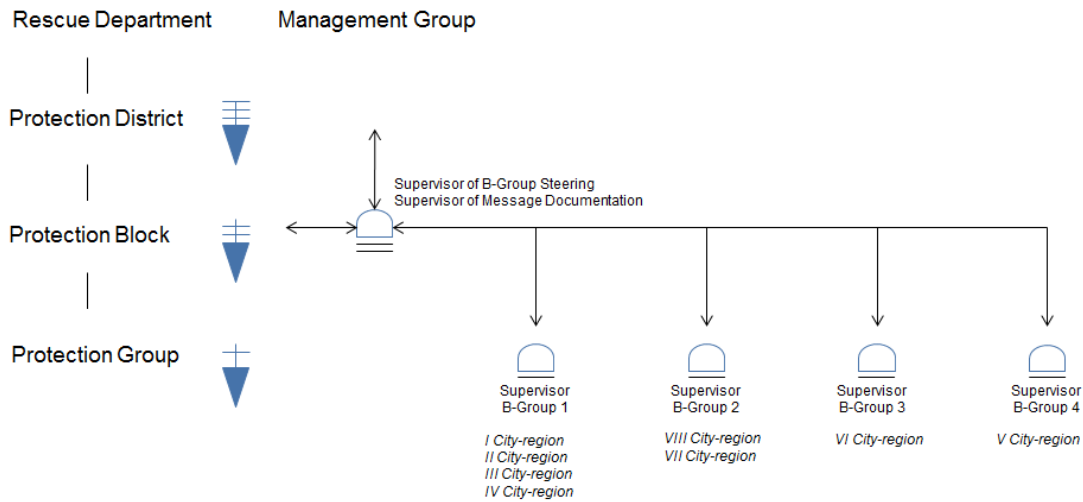 Rescue Department
Management Group
Protection District
Supervisor of B-Group Steering
Supervisor of Message Documentation
Protection Block
Protection Group
Supervisor
B-Group 1
I City-region
II City-region
III City-region
IV City-region
Supervisor
B-Group 2
VIII City-region
VII City-region
Supervisor
B-Group 3
VI City-region
Supervisor
B-Group 4
V City-region